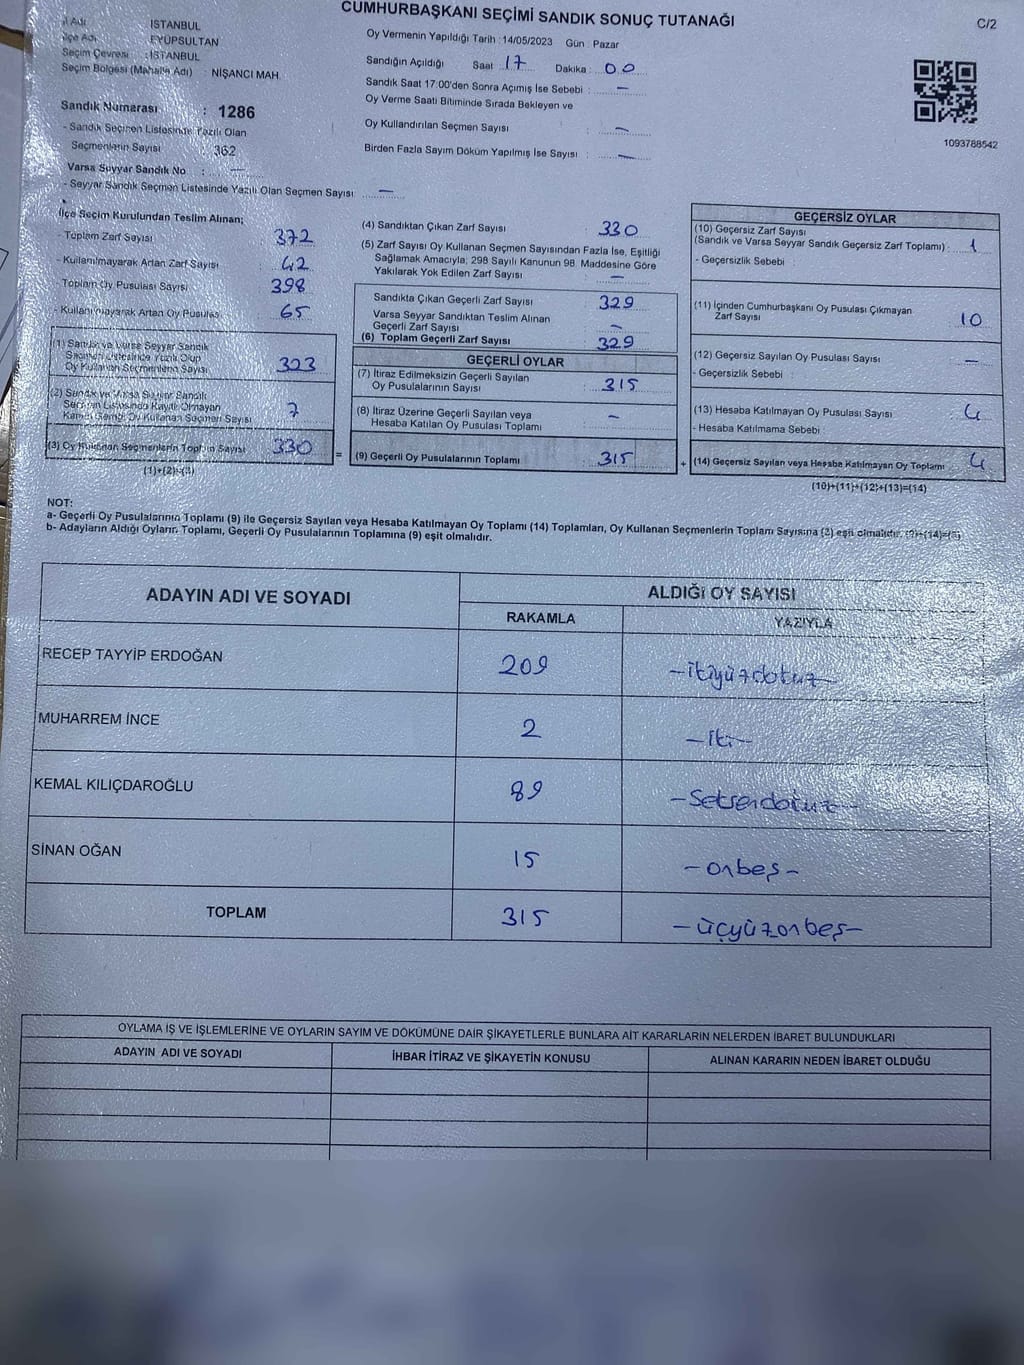 CUMHURBAŞKANI SEÇİMİ SANDIK SONUÇ TUTANAĞI
C/2
İl Adı İSTANBUL
İlçe Adı EYÜPSULTAN
Seçim Çevresi : İSTANBUL
Seçim Bölgesi (Mahalle Adı) : NİŞANCI MAH.
Sandık Numarası : 1286
- Sandık Seçmen Listesinde Yazılı Olan
Seçmenlerin Sayısı 362
Varsa Seyyar Sandık No : —
- Seyyar Sandık Seçmen Listesinde Yazılı Olan Seçmen Sayısı —
Oy Vermenin Yapıldığı Tarih : 14/05/2023 Gün : Pazar
Sandığın Açıldığı Saat 17 Dakika : 00
Sandık Saat 17:00'den Sonra Açımış İse Sebebi : —
Oy Verme Saati Bitiminde Sırada Bekleyen ve
Oy Kullandırılan Seçmen Sayısı : —
Birden Fazla Sayım Döküm Yapılmış İse Sayısı : —
1093788542
İlçe Seçim Kurulundan Teslim Alınan;
- Toplam Zarf Sayısı 372
- Kullanılmayarak Artan Zarf Sayısı 42
- Toplam Oy Pusulası Sayısı 398
- Kullanılmayarak Artan Oy Pusulası 65
(1) Sandık ve Varsa Seyyar Sandık
Seçmen Listesinde Yazılı Olup
Oy Kullanan Seçmenlerin Sayısı 323
(2) Sandık ve Varsa Seyyar Sandık
Seçmen Listesinde Kayıtlı Olmayan
Kanun Gereği Oy Kullanan Seçmen Sayısı 7
(3) Oy Kullanan Seçmenlerin Toplam Sayısı 330
(1)+(2)=(3)
(4) Sandıktan Çıkan Zarf Sayısı 330
(5) Zarf Sayısı Oy Kullanan Seçmen Sayısından Fazla İse, Eşitliği
Sağlamak Amacıyla; 298 Sayılı Kanunun 98. Maddesine Göre
Yakılarak Yok Edilen Zarf Sayısı —
Sandıkta Çıkan Geçerli Zarf Sayısı 329
Varsa Seyyar Sandıktan Teslim Alınan
Geçerli Zarf Sayısı —
(6) Toplam Geçerli Zarf Sayısı 329
GEÇERLİ OYLAR
(7) İtiraz Edilmeksizin Geçerli Sayılan
Oy Pusulalarının Sayısı : 315
(8) İtiraz Üzerine Geçerli Sayılan veya
Hesaba Katılan Oy Pusulası Toplamı —
= (9) Geçerli Oy Pusulalarının Toplamı 315 +
GEÇERSİZ OYLAR
(10) Geçersiz Zarf Sayısı
(Sandık ve Varsa Seyyar Sandık Geçersiz Zarf Toplamı) : 1
- Geçersizlik Sebebi :
(11) İçinden Cumhurbaşkanı Oy Pusulası Çıkmayan
Zarf Sayısı 10
(12) Geçersiz Sayılan Oy Pusulası Sayısı —
- Geçersizlik Sebebi :
(13) Hesaba Katılmayan Oy Pusulası Sayısı 4
- Hesaba Katılmama Sebebi :
(14) Geçersiz Sayılan veya Hesaba Katılmayan Oy Toplamı 4
(10)+(11)+(12)+(13)=(14)
NOT:
a- Geçerli Oy Pusulalarının Toplamı (9) ile Geçersiz Sayılan veya Hesaba Katılmayan Oy Toplamı (14) Toplamları, Oy Kullanan Seçmenlerin Toplam Sayısına (3) eşit olmalıdır. (9)+(14)=(3)
b- Adayların Aldığı Oyların Toplamı, Geçerli Oy Pusulalarının Toplamına (9) eşit olmalıdır.
ADAYIN ADI VE SOYADI ALDIĞI OY SAYISI
RAKAMLA YAZIYLA
RECEP TAYYİP ERDOĞAN 209 -ikiyüzdokuz-
MUHARREM İNCE 2 -iki-
KEMAL KILIÇDAROĞLU 89 -Seksendokuz-
SİNAN OĞAN 15 -onbeş-
TOPLAM 315 -üçyüzonbeş-
OYLAMA İŞ VE İŞLEMLERİNE VE OYLARIN SAYIM VE DÖKÜMÜNE DAİR ŞİKAYETLERLE BUNLARA AİT KARARLARIN NELERDEN İBARET BULUNDUKLARI
ADAYIN ADI VE SOYADI İHBAR İTİRAZ VE ŞİKAYETİN KONUSU ALINAN KARARIN NEDEN İBARET OLDUĞU